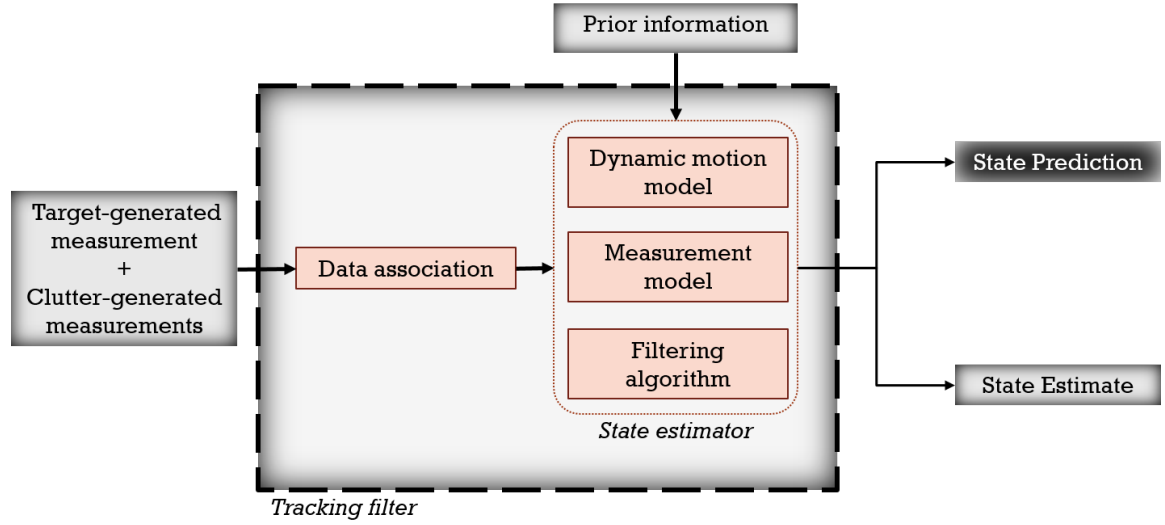 Prior information
Target-generated
measurement
+
Clutter-generated
measurements
Data association
Dynamic motion
model
Measurement
model
Filtering
algorithm
State estimator
Tracking filter
State Prediction
State Estimate